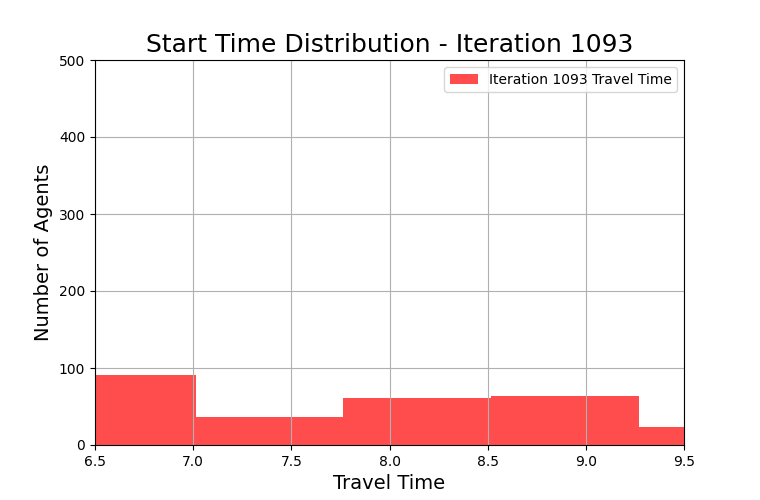 Start Time Distribution - Iteration 1093
Iteration 1093 Travel Time
Number of Agents
500
400
300
200
100
0
6.5 7.0 7.5 8.0 8.5 9.0 9.5
Travel Time